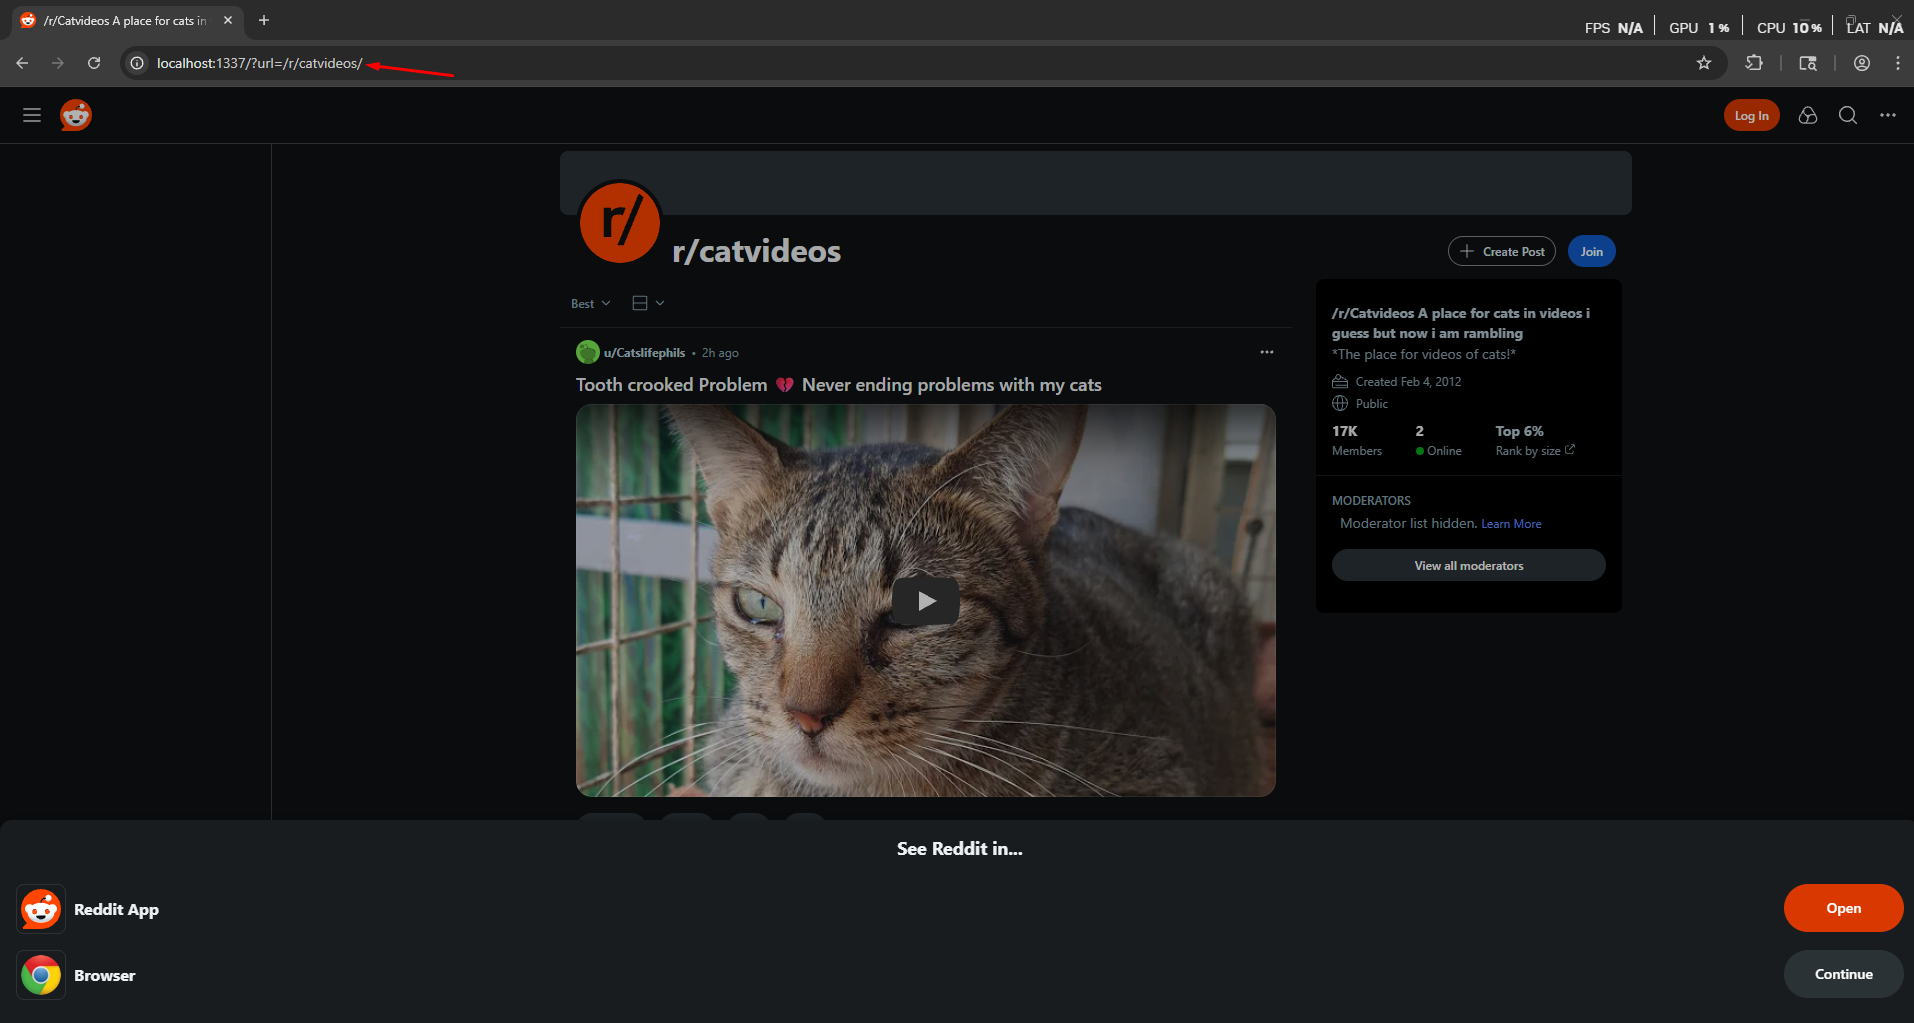 /r/Catvideos A place for cats in
FPS N/A GPU 1 % CPU 10 % LAT N/A
localhost:1337/?url=/r/catvideos/
Log In
r/
r/catvideos
Create Post
Join
Best
/r/Catvideos A place for cats in videos i
guess but now i am rambling
*The place for videos of cats!*
Created Feb 4, 2012
Public
17K 2 Top 6%
Members Online Rank by size
MODERATORS
Moderator list hidden. Learn More
View all moderators
u/Catslifephils • 2h ago
Tooth crooked Problem 💔 Never ending problems with my cats
See Reddit in...
Reddit App
Open
Browser
Continue